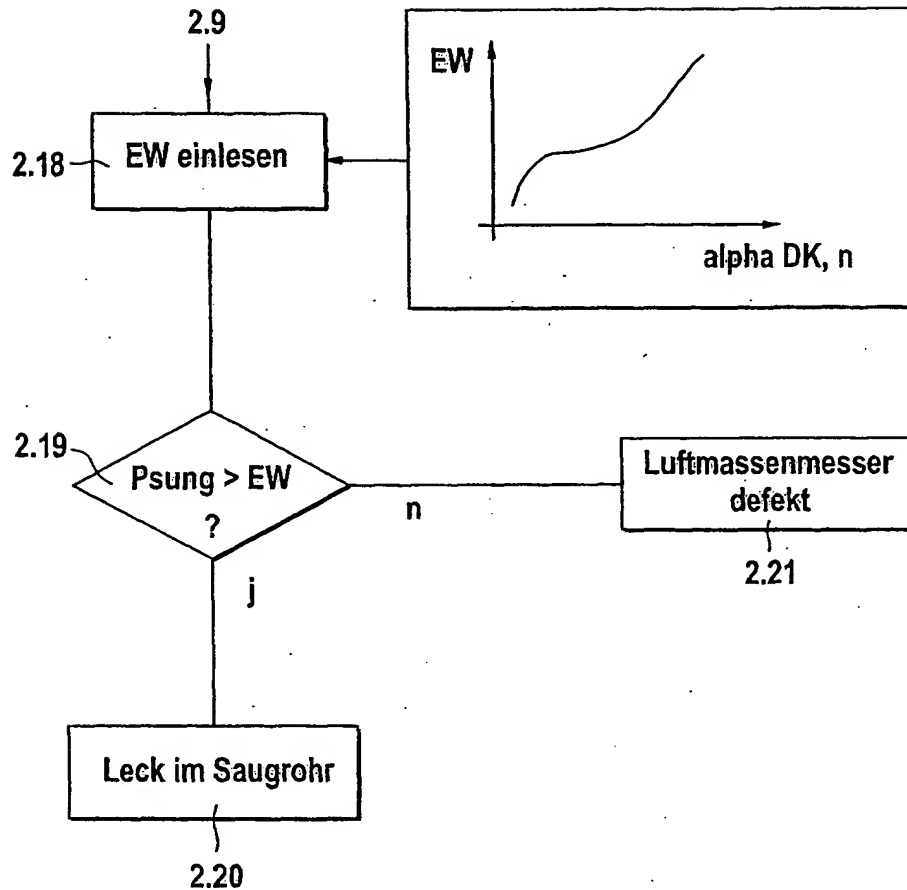 2.9
EW
2.18
EW einlesen
alpha DK, n
2.19
Psung > EW
?
n
Luftmassenmesser
defekt
2.21
j
Leck im Saugrohr
2.20